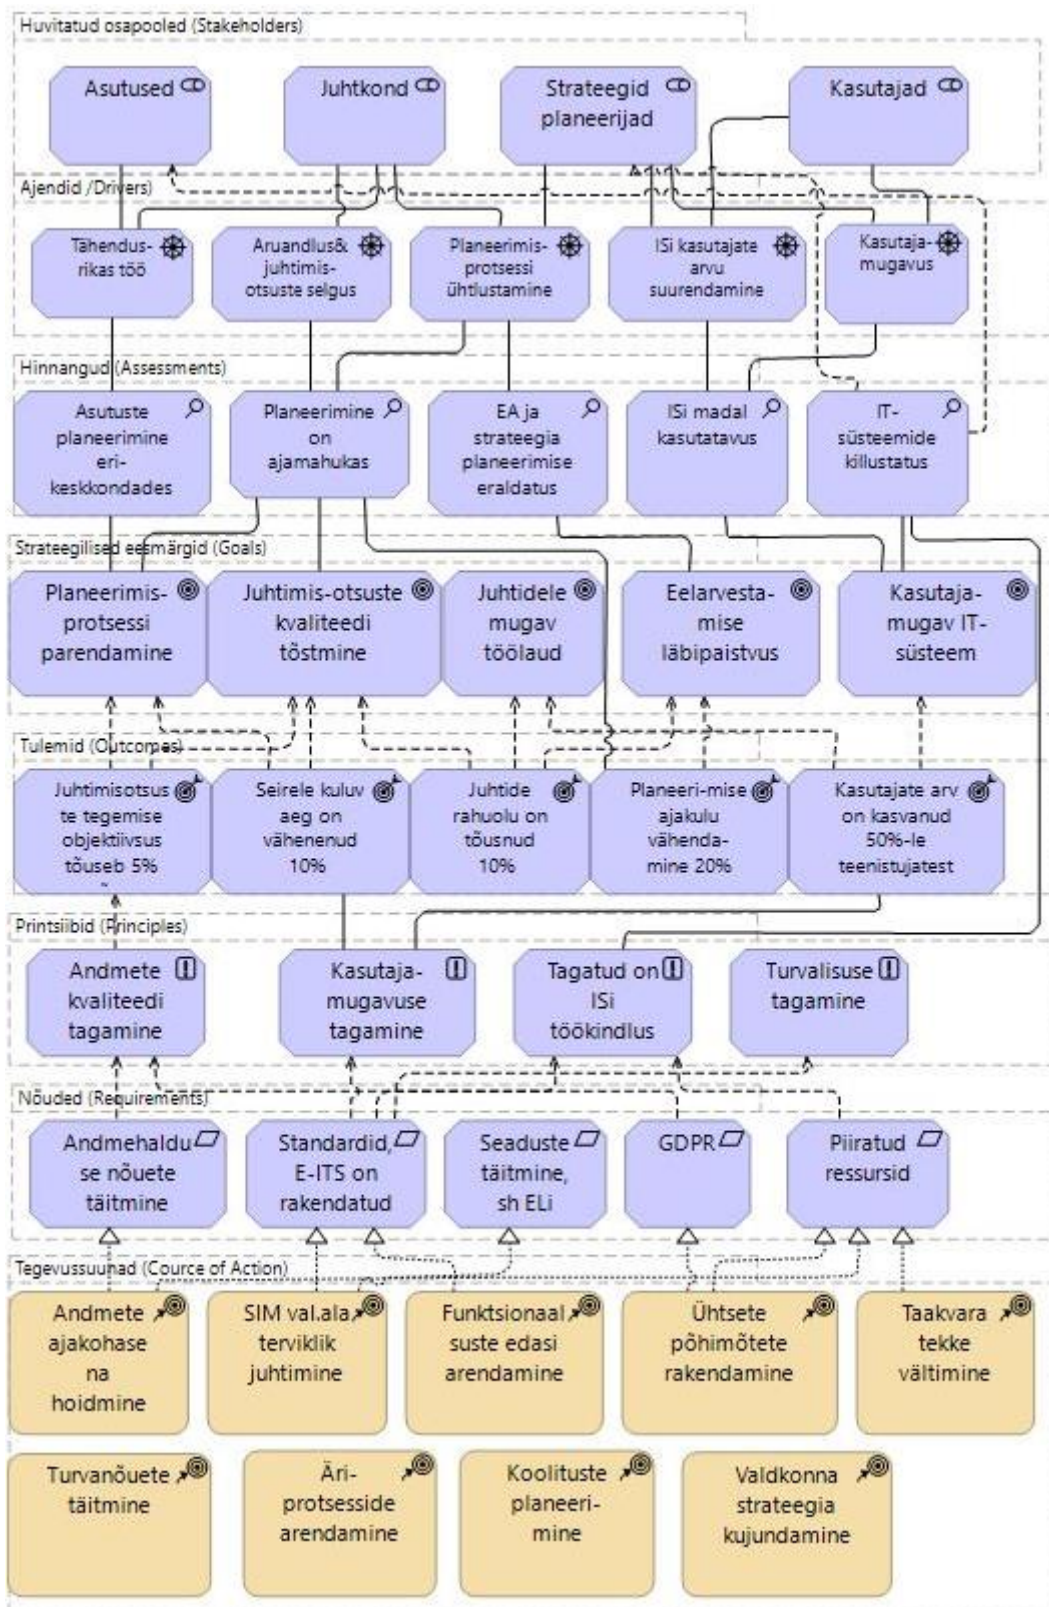 Huvitatud osapooled (Stakeholders)
Asutused
Juhtkond
Strateegid
planeerijad
Kasutajad
Ajendid /Drivers)
Tähendus-
rikas töö
Aruandlus&
juhtimis-
otsuste selgus
Planeerimis-
protsessi
ühtlustamine
ISi kasutajate
arvu
suurendamine
Kasutaja-
mugavus
Hinnangud (Assessments)
Asutuste
planeerimine
eri-
keskkondades
Planeerimine
on
ajamahukas
EA ja
strateegia
planeerimise
eraldatus
ISi madal
kasutatavus
IT-
süsteemide
killustatus
Strateegilised eesmärgid (Goals)
Planeerimis-
protsessi
parendamine
Juhtimis-otsuste
kvaliteedi
tõstmine
Juhtidele
mugav
töölaud
Eelarvesta-
mise
läbipaistvus
Kasutaja-
mugav IT-
süsteem
Tulemid (Outcomes)
Juhtimisotsus
te tegemise
objektiivsus
tõuseb 5%
Seirele kuluv
aeg on
vähenenud
10%
Juhtide
rahuolu on
tõusnud
10%
Planeeri-mise
ajakulu
vähenda-
mine 20%
Kasutajate arv
on kasvanud
50%-le
teenistujatest
Printsiibid (Principles)
Andmete
kvaliteedi
tagamine
Kasutaja-
mugavuse
tagamine
Tagatud on
ISi
töökindlus
Turvalisuse
tagamine
Nõuded (Requirements)
Andmehaldu
se nõuete
täitmine
Standardid,
E-ITS on
rakendatud
Seaduste
täitmine,
sh ELi
GDPR
Piiratud
ressursid
Tegevussuunad (Cource of Action)
Andmete
ajakohase
na
hoidmine
SIM val.ala
terviklik
juhtimine
Funktsionaal
suste edasi
arendamine
Ühtsete
põhimõtete
rakendamine
Taakvara
tekke
vältimine
Turvanõuete
täitmine
Äri-
protsesside
arendamine
Koolituste
planeeri-
mine
Valdkonna
strateegia
kujundamine